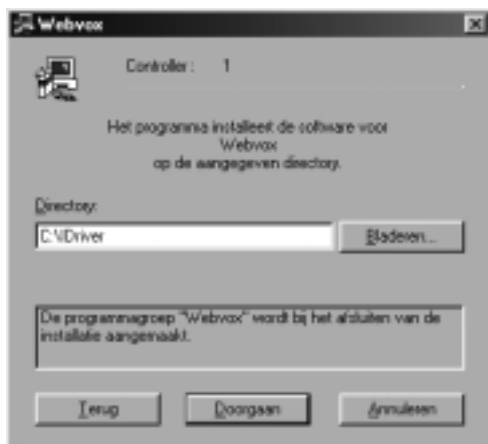 Webvox
Controller: 1
Het programma installeert de software voor
Webvox
op de aangegeven directory.
Directory:
C:\IDriver
Bladeren...
De programmagroep "Webvox" wordt bij het afsluiten van de
installatie aangemaakt.
Terug
Doorgaan
Annuleren